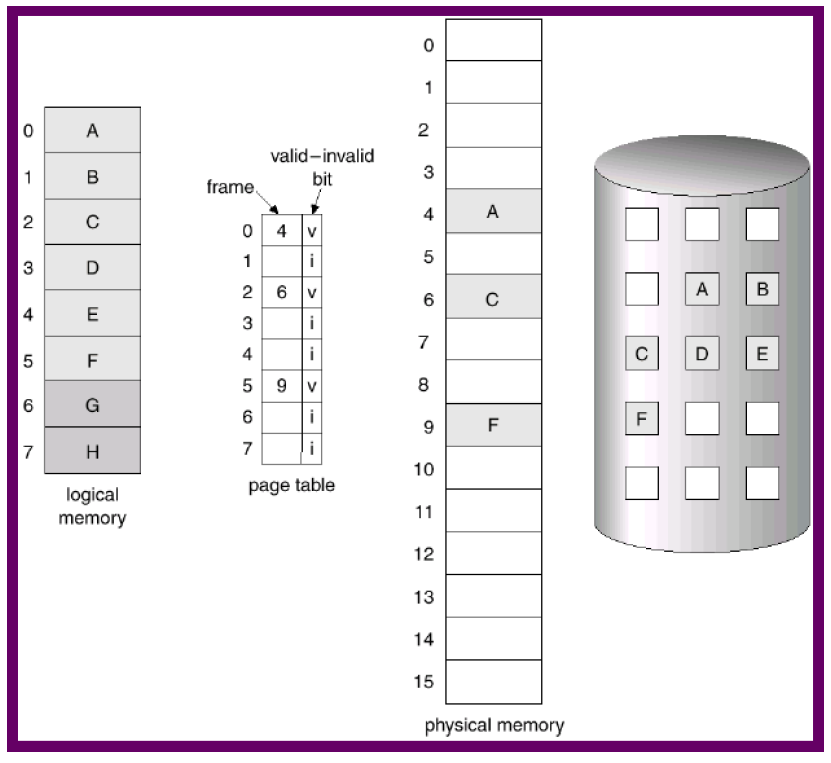 0 A
1 B
2 C
3 D
4 E
5 F
6 G
7 H
logical
memory
valid–invalid
bit
frame
0 4 v
1 i
2 6 v
3 i
4 i
5 9 v
6 i
7 i
page table
0
1
2
3
4 A
5
6 C
7
8
9 F
10
11
12
13
14
15
physical memory
A B
C D E
F